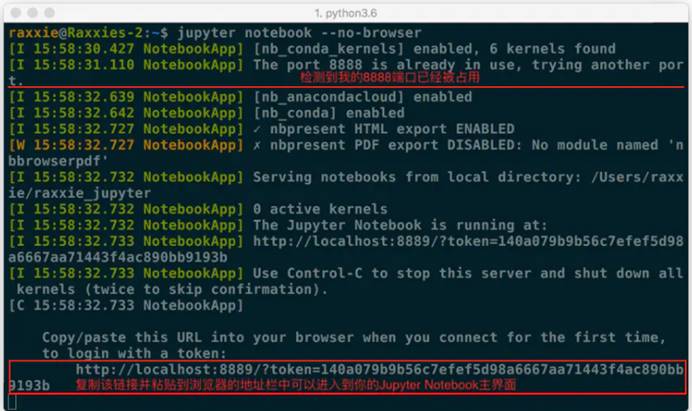 1. python3.6
raxxie@Raxxies-2:~$ jupyter notebook --no-browser
[I 15:58:30.427 NotebookApp] [nb_conda_kernels] enabled, 6 kernels found
[I 15:58:31.110 NotebookApp] The port 8888 is already in use, trying another por
t.
检测到我的8888端口已经被占用
[I 15:58:32.639 NotebookApp] [nb_anacondacloud] enabled
[I 15:58:32.642 NotebookApp] [nb_conda] enabled
[I 15:58:32.727 NotebookApp] ✓ nbpresent HTML export ENABLED
[W 15:58:32.727 NotebookApp] ✗ nbpresent PDF export DISABLED: No module named 'n
bbrowserpdf'
[I 15:58:32.732 NotebookApp] Serving notebooks from local directory: /Users/raxx
ie/raxxie_jupyter
[I 15:58:32.732 NotebookApp] 0 active kernels
[I 15:58:32.732 NotebookApp] The Jupyter Notebook is running at:
[I 15:58:32.733 NotebookApp] http://localhost:8889/?token=140a079b9b56c7efef5d98
a6667aa71443f4ac890bb9193b
[I 15:58:32.733 NotebookApp] Use Control-C to stop this server and shut down all
kernels (twice to skip confirmation).
[C 15:58:32.733 NotebookApp]
Copy/paste this URL into your browser when you connect for the first time,
to login with a token:
http://localhost:8889/?token=140a079b9b56c7efef5d98a6667aa71443f4ac890bb
9193b
复制该链接并粘贴到浏览器的地址栏中可以进入到你的Jupyter Notebook主界面